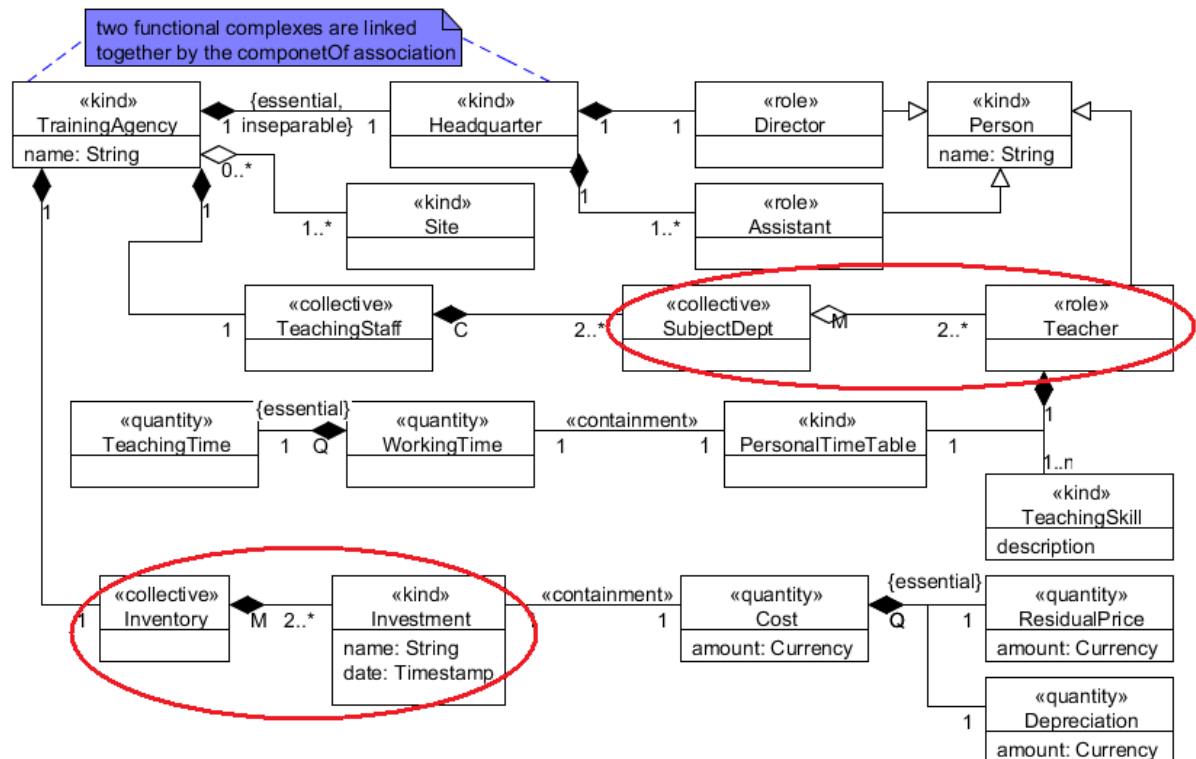 two functional complexes are linked
together by the componetOf association
«kind»
TrainingAgency
name: String
1
{essential,
inseparable}
1
«kind»
Headquarter
1
1
«role»
Director
«kind»
Person
name: String
0..*
1..*
«kind»
Site
1
1..*
«role»
Assistant
1
1
1
«collective»
TeachingStaff
C
2..*
«collective»
SubjectDept
M
2..*
«role»
Teacher
«quantity»
TeachingTime
{essential}
1
Q
«quantity»
WorkingTime
«containment»
1
1
«kind»
PersonalTimeTable
1
1
1..n
«kind»
TeachingSkill
description
1
«collective»
Inventory
M
2..*
«kind»
Investment
name: String
date: Timestamp
«containment»
1
«quantity»
Cost
amount: Currency
{essential}
Q
1
«quantity»
ResidualPrice
amount: Currency
1
«quantity»
Depreciation
amount: Currency